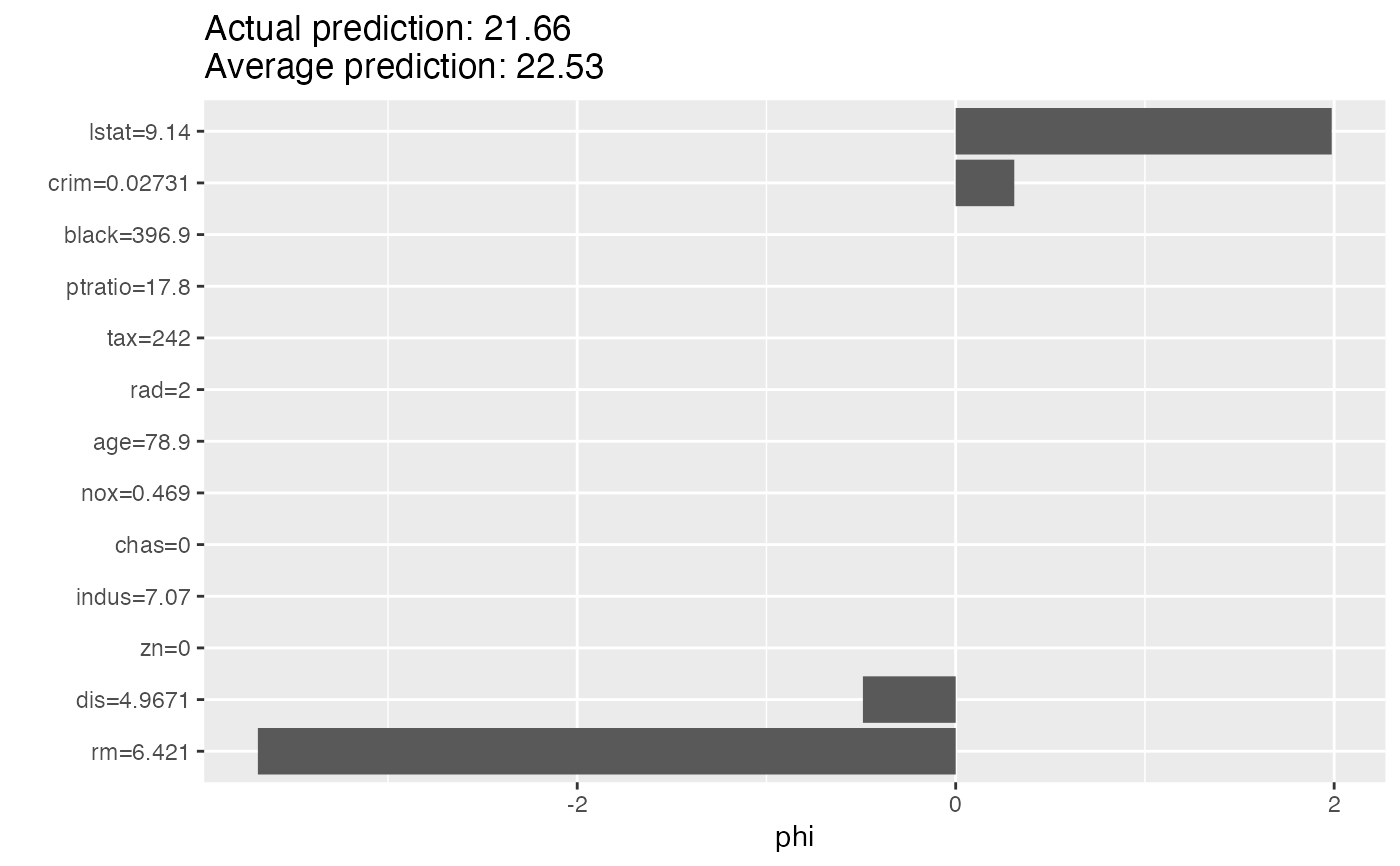 Actual prediction: 21.66
Average prediction: 22.53
lstat=9.14
crim=0.02731
black=396.9
ptratio=17.8
tax=242
rad=2
age=78.9
nox=0.469
chas=0
indus=7.07
zn=0
dis=4.9671
rm=6.421
-2 0 2
phi